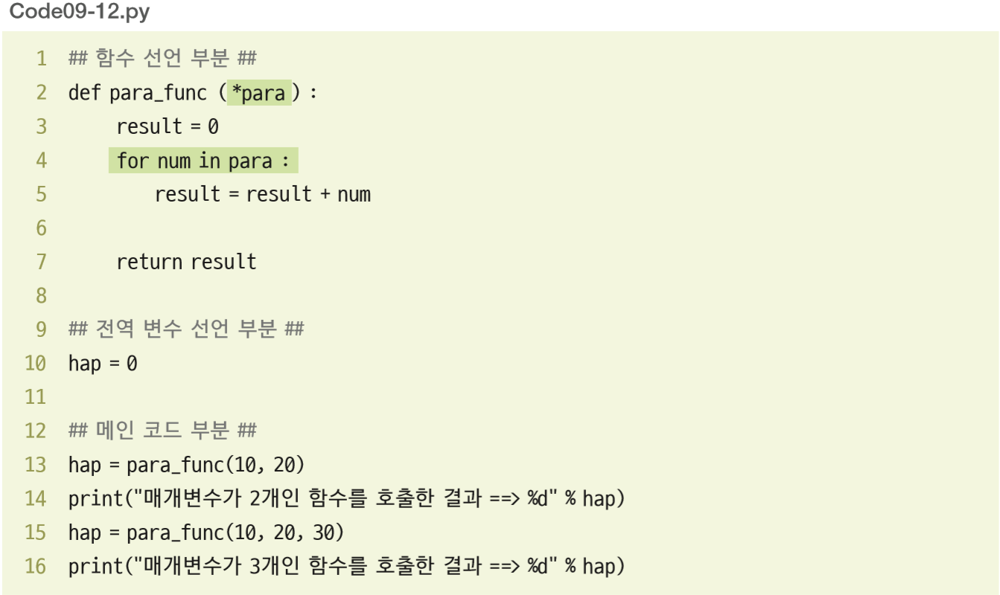 Code09-12.py
1 ## 함수 선언 부분 ##
2 def para_func (*para) :
3 result = 0
4 for num in para :
5 result = result + num
6
7 return result
8
9 ## 전역 변수 선언 부분 ##
10 hap = 0
11
12 ## 메인 코드 부분 ##
13 hap = para_func(10, 20)
14 print("매개변수가 2개인 함수를 호출한 결과 ==> %d" % hap)
15 hap = para_func(10, 20, 30)
16 print("매개변수가 3개인 함수를 호출한 결과 ==> %d" % hap)